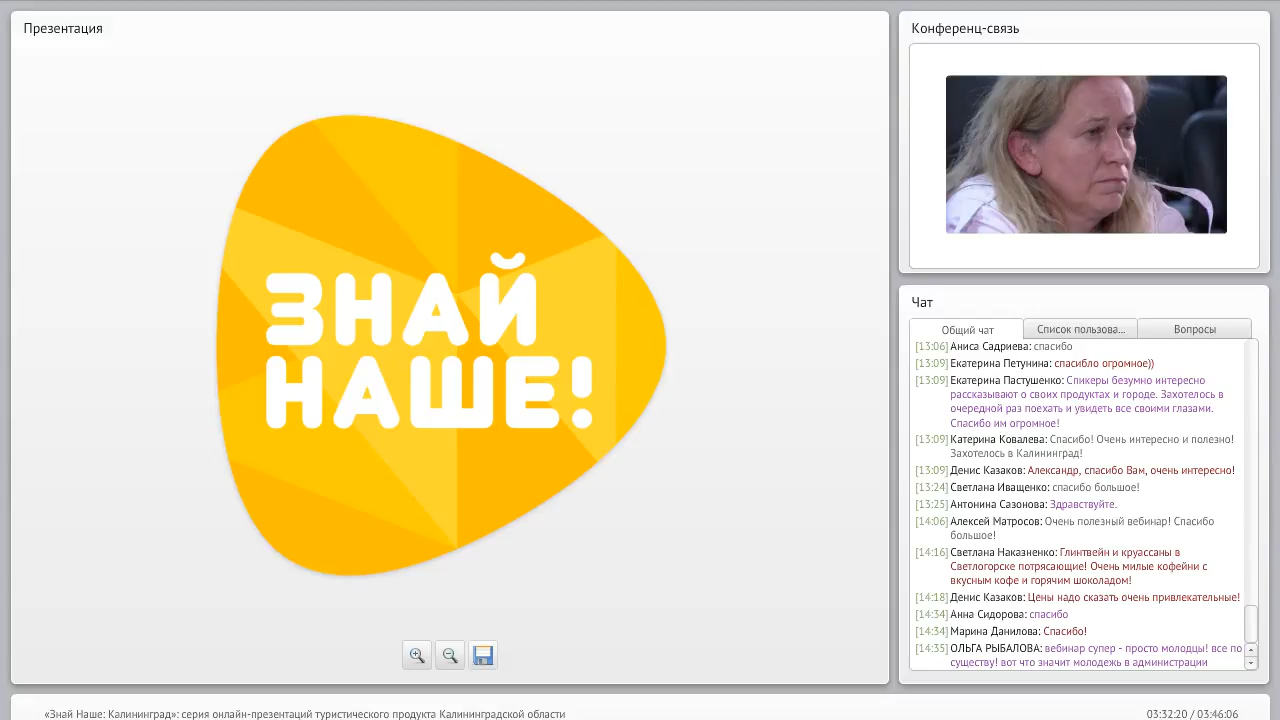 Презентация
ЗНАЙ
НАШЕ!
Конференц-связь
Чат
Общий чат
Список пользова...
Вопросы
[13:06] Аниса Садриева: спасибо
[13:09] Екатерина Петунина: спасибло огромное))
[13:09] Екатерина Пастушенко: Спикеры безумно интересно
рассказывают о своих продуктах и городе. Захотелось в
очередной раз поехать и увидеть все своими глазами.
Спасибо им огромное!
[13:09] Катерина Ковалева: Спасибо! Очень интересно и полезно!
Захотелось в Калининград!
[13:09] Денис Казаков: Александр, спасибо Вам, очень интересно!
[13:24] Светлана Иващенко: спасибо большое!
[13:25] Антонина Сазонова: Здравствуйте.
[14:06] Алексей Матросов: Очень полезный вебинар! Спасибо
большое!
[14:16] Светлана Наказненко: Глинтвейн и круассаны в
Светлогорске потрясающие! Очень милые кофейни с
вкусным кофе и горячим шоколадом!
[14:18] Денис Казаков: Цены надо сказать очень привлекательные!
[14:34] Анна Сидорова: спасибо
[14:34] Марина Данилова: Спасибо!
[14:35] ОЛЬГА РЫБАЛОВА: вебинар супер - просто молодцы! все по
существу! вот что значит молодежь в администрации
«Знай Наше: Калининград»: серия онлайн-презентаций туристического продукта Калининградской области
03:32:20 / 03:46:06